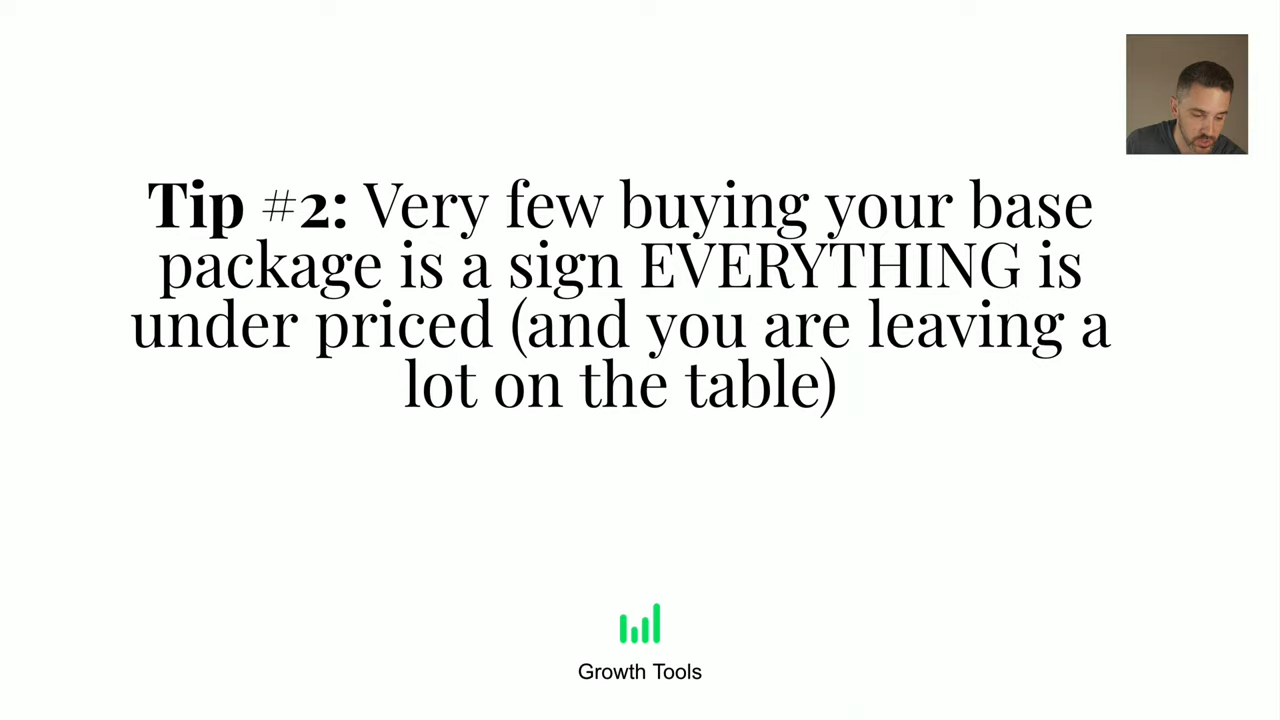 Tip #2: Very few buying your base
package is a sign EVERYTHING is
under priced (and you are leaving a
lot on the table)
Growth Tools